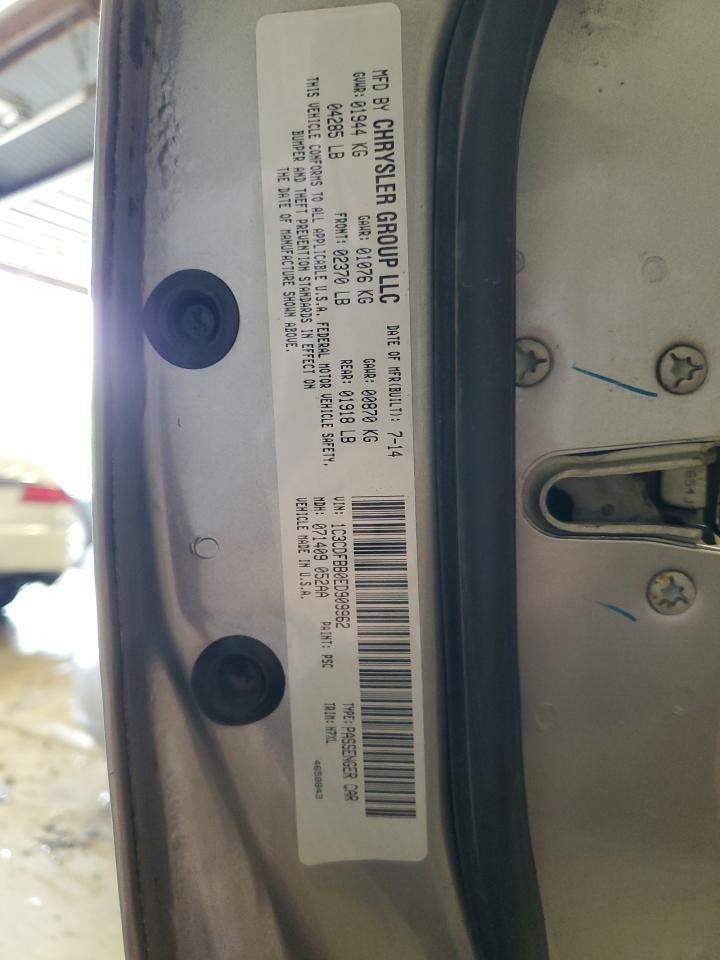 MFD BY CHRYSLER GROUP LLC DATE OF MFR(BUILT): 7-14
GVWR: 01944 KG GAWR: 01076 KG GAWR: 00870 KG
04285 LB FRONT: 02370 LB REAR: 01918 LB
THIS VEHICLE CONFORMS TO ALL APPLICABLE U.S.A. FEDERAL MOTOR VEHICLE SAFETY,
BUMPER AND THEFT PREVENTION STANDARDS IN EFFECT ON
THE DATE OF MANUFACTURE SHOWN ABOVE.
VIN: 1C3CDFBB0ED909962 TYPE: PASSENGER CAR
MDH: 071409 052AA PAINT: PSC TRIM: H7XL
VEHICLE MADE IN U.S.A.